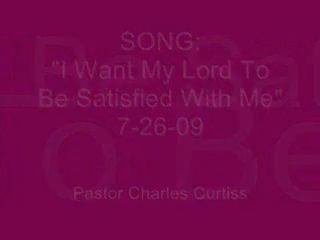 SONG:
"I Want My Lord To
Be Satisfied With Me"
7-26-09
Pastor Charles Curtiss